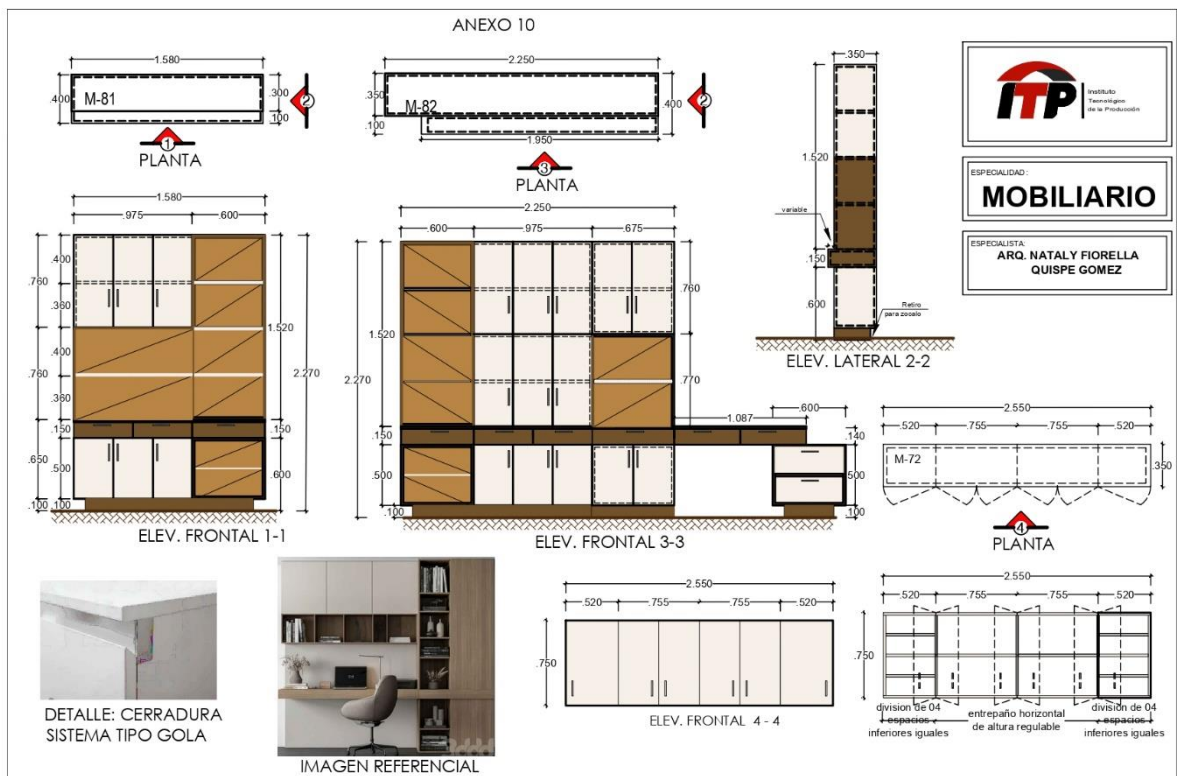 ANEXO 10
1.580
.400
M-81
.300
.100
2
1
PLANTA
2.250
.350
.100
M-82
.400
1.950
2
3
PLANTA
.350
1.520
variable
.150
.600
Retiro
para zocalo
ELEV. LATERAL 2-2
ITP
Instituto
Tecnológico
de la Producción
ESPECIALIDAD:
MOBILIARIO
ESPECIALISTA:
ARQ. NATALY FIORELLA
QUISPE GOMEZ
1.580
.975
.600
.760
.400
.360
.760
.400
.360
.150
.650
.500
.100
.100
1.520
2.270
.150
.600
ELEV. FRONTAL 1-1
2.250
.600
.975
.675
2.270
1.520
.150
.500
.100
.760
.770
1.087
.600
.140
.500
.100
ELEV. FRONTAL 3-3
2.550
.520
.755
.755
.520
M-72
.350
4
PLANTA
DETALLE: CERRADURA
SISTEMA TIPO GOLA
IMAGEN REFERENCIAL
2.550
.520
.755
.755
.520
.750
ELEV. FRONTAL 4 - 4
2.550
.520
.755
.755
.520
.750
division de 04
espacios
inferiores iguales
entrepaño horizontal
de altura regulable
division de 04
espacios
inferiores iguales